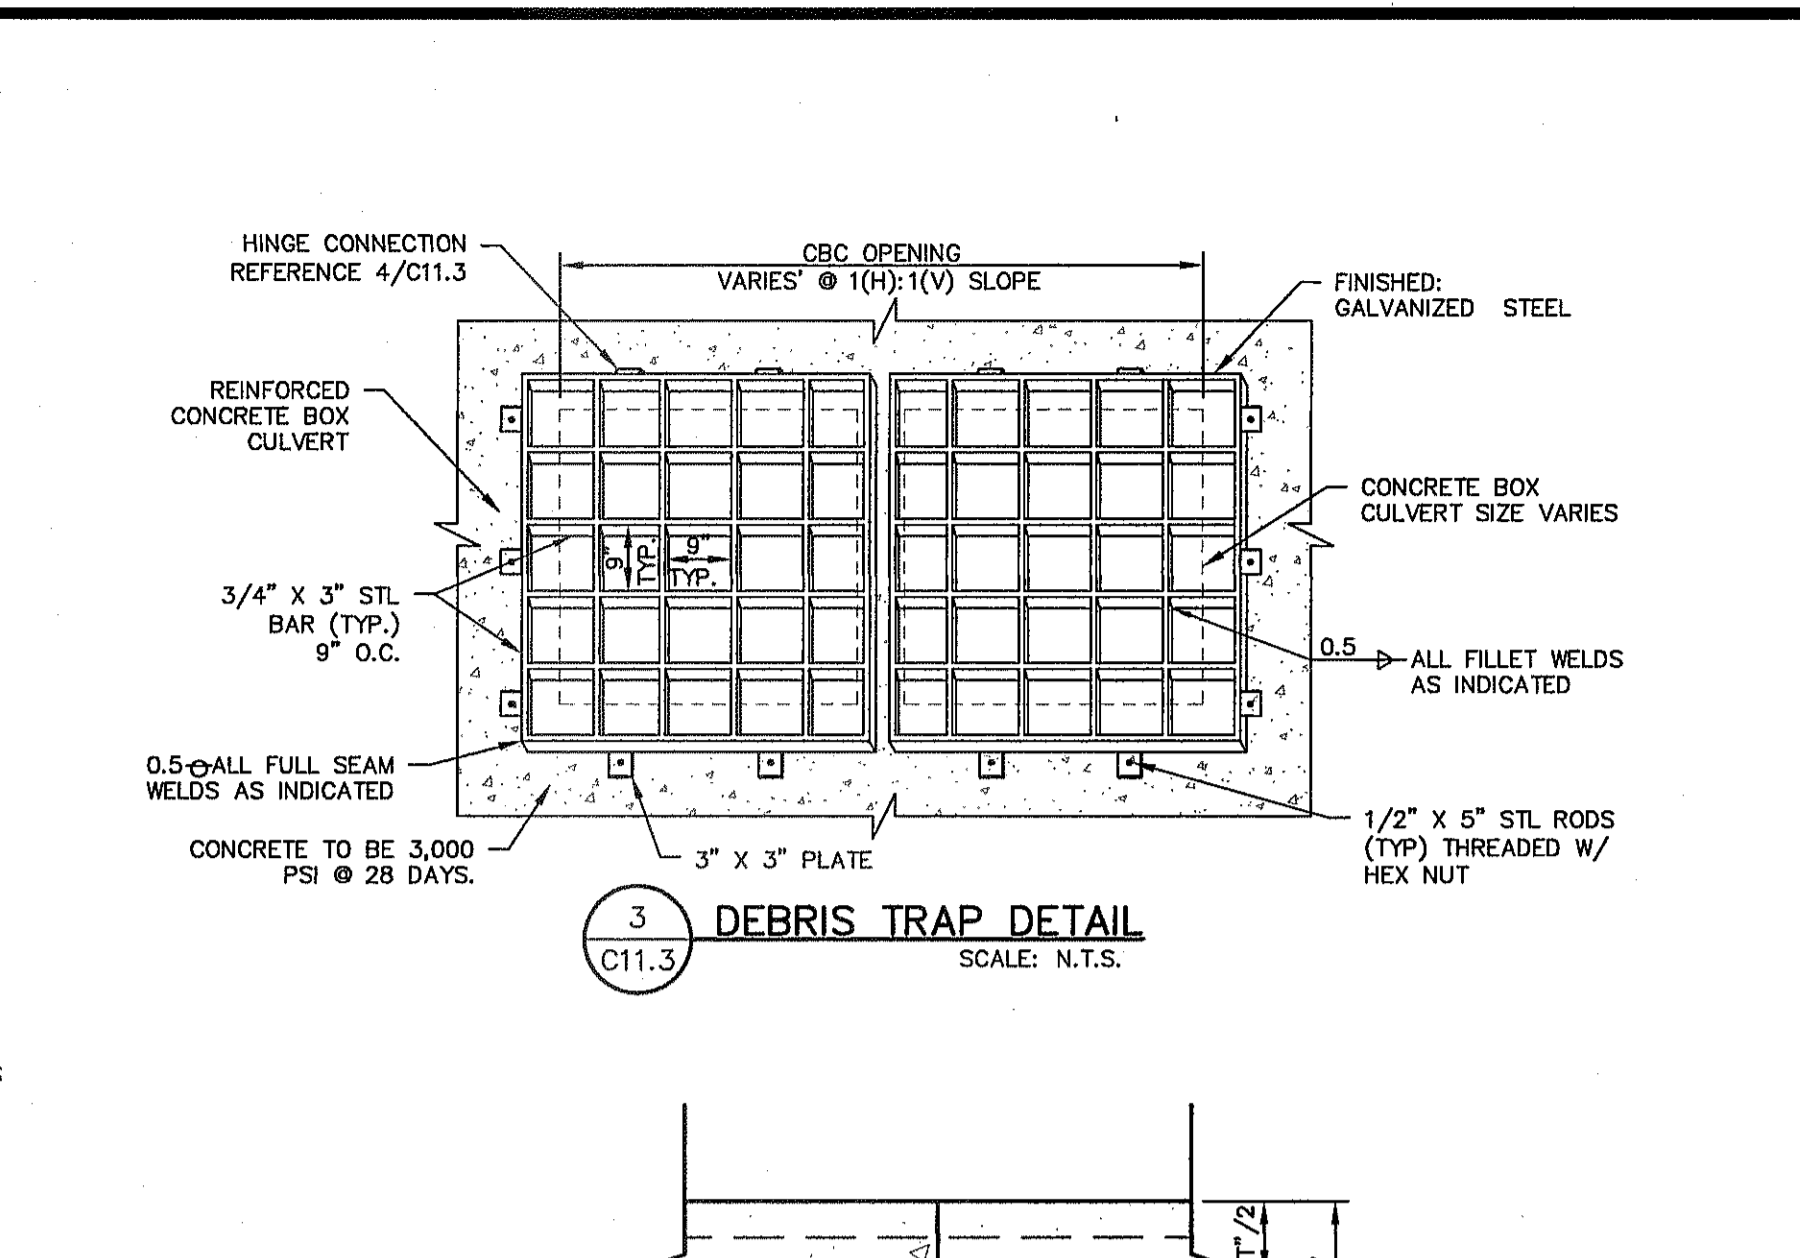 HINGE CONNECTION
REFERENCE 4/C11.3
CBC OPENING
VARIES' @ 1(H):1(V) SLOPE
FINISHED:
GALVANIZED STEEL
REINFORCED
CONCRETE BOX
CULVERT
CONCRETE BOX
CULVERT SIZE VARIES
9"
TYP.
9"
TYP.
3/4" X 3" STL
BAR (TYP.)
9" O.C.
0.5
ALL FILLET WELDS
AS INDICATED
0.5 ALL FULL SEAM
WELDS AS INDICATED
CONCRETE TO BE 3,000
PSI @ 28 DAYS.
3" X 3" PLATE
1/2" X 5" STL RODS
(TYP) THREADED W/
HEX NUT
3
C11.3
DEBRIS TRAP DETAIL
SCALE: N.T.S.
T"/2